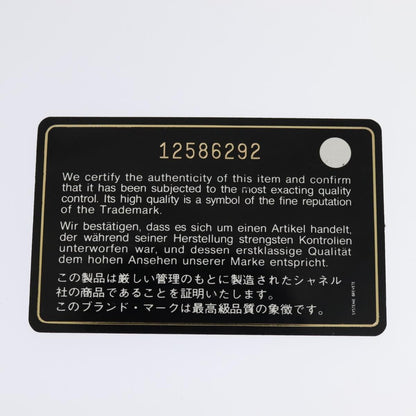 12586292
We certify the authenticity of this item and confirm
that it has been subjected to the most exacting quality
control. Its high quality is a symbol of the fine reputation
of the Trademark.
Wir bestätigen, dass es sich um einen Artikel handelt,
der während seiner Herstellung strengsten Kontrolien
unterworfen war, und dessen erstklassige Qualität
dem hohen Ansehen unserer Marke entspricht.
この製品は厳しい管理のもとに製造されたシャネル
社の商品であることを証明いたします。
このブランド・マークは最高級品質の象徴です。